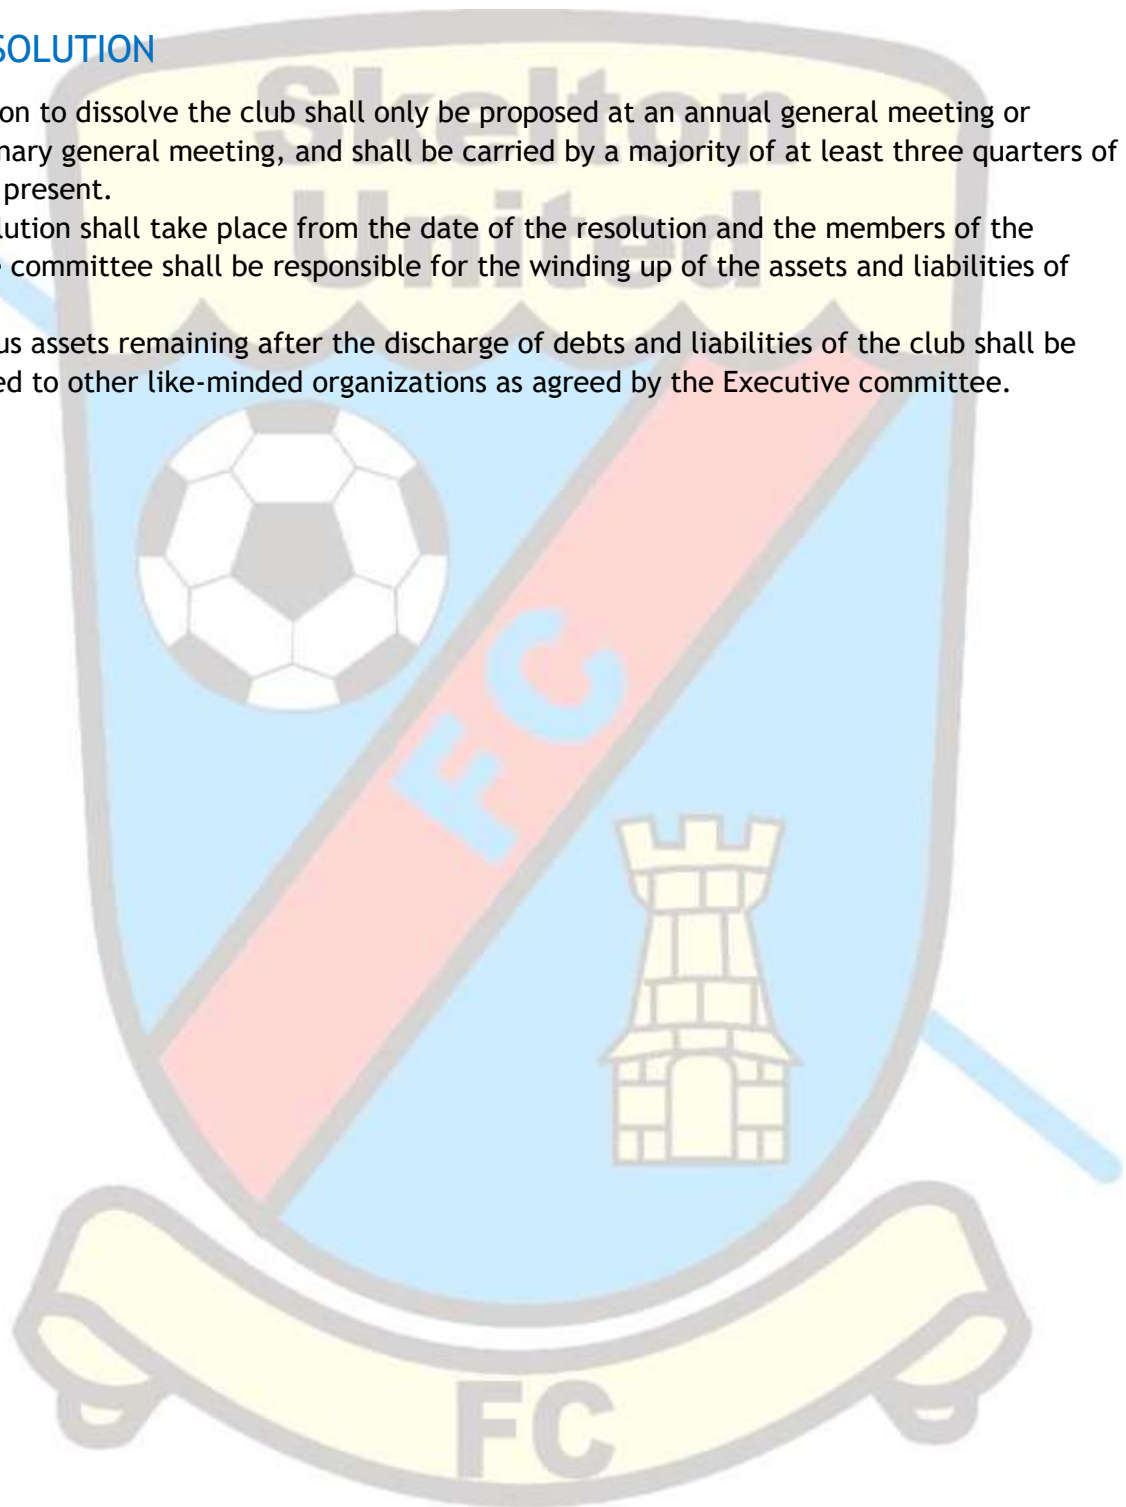 SOLUTION
on to dissolve the club shall only be proposed at an annual general meeting or
nary general meeting, and shall be carried by a majority of at least three quarters of
present.
lution shall take place from the date of the resolution and the members of the
e committee shall be responsible for the winding up of the assets and liabilities of
us assets remaining after the discharge of debts and liabilities of the club shall be
ed to other like-minded organizations as agreed by the Executive committee.
Skelton
United
FC
FC